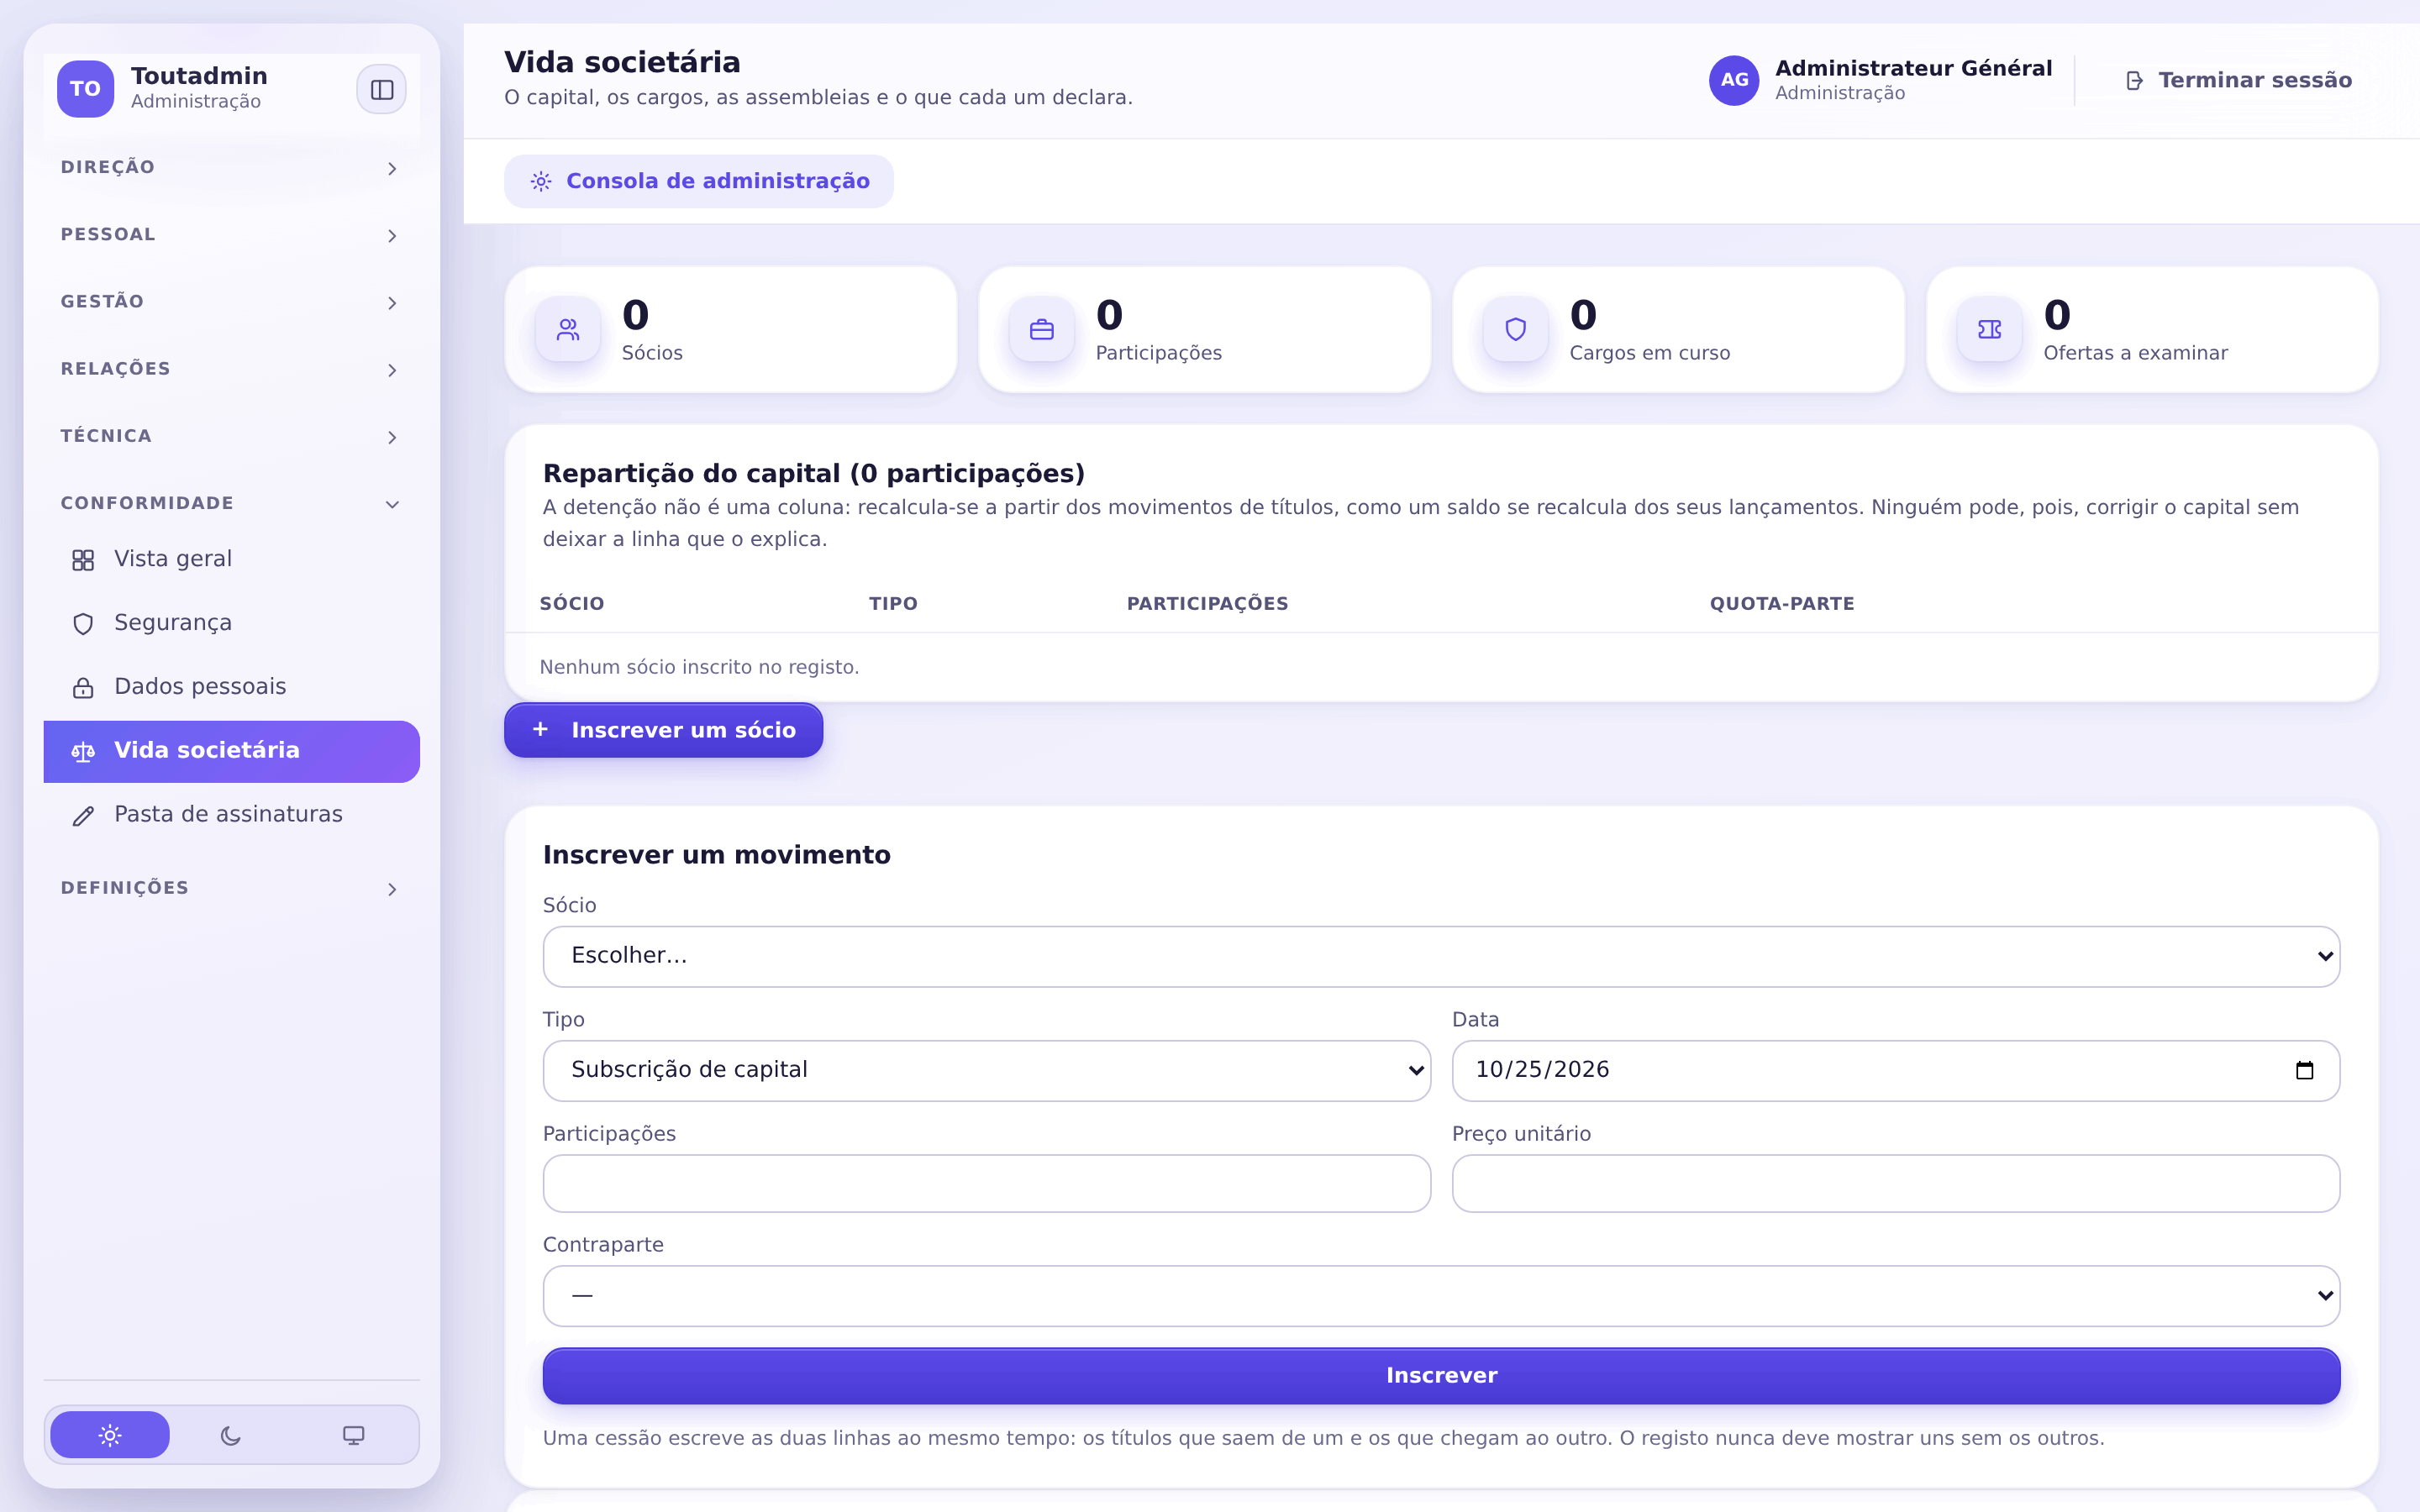 TO
Toutadmin
Administração
DIREÇÃO
PESSOAL
GESTÃO
RELAÇÕES
TÉCNICA
CONFORMIDADE
Vista geral
Segurança
Dados pessoais
Vida societária
Pasta de assinaturas
DEFINIÇÕES
Vida societária
O capital, os cargos, as assembleias e o que cada um declara.
AG
Administrateur Général
Administração
Terminar sessão
Consola de administração
0
Sócios
0
Participações
0
Cargos em curso
0
Ofertas a examinar
Repartição do capital (0 participações)
A detenção não é uma coluna: recalcula-se a partir dos movimentos de títulos, como um saldo se recalcula dos seus lançamentos. Ninguém pode, pois, corrigir o capital sem
deixar a linha que o explica.
SÓCIO TIPO PARTICIPAÇÕES QUOTA-PARTE
Nenhum sócio inscrito no registo.
+ Inscrever um sócio
Inscrever um movimento
Sócio
Escolher...
Tipo Data
Subscrição de capital 10/25/2026
Participações Preço unitário
Contraparte
—
Inscrever
Uma cessão escreve as duas linhas ao mesmo tempo: os títulos que saem de um e os que chegam ao outro. O registo nunca deve mostrar uns sem os outros.